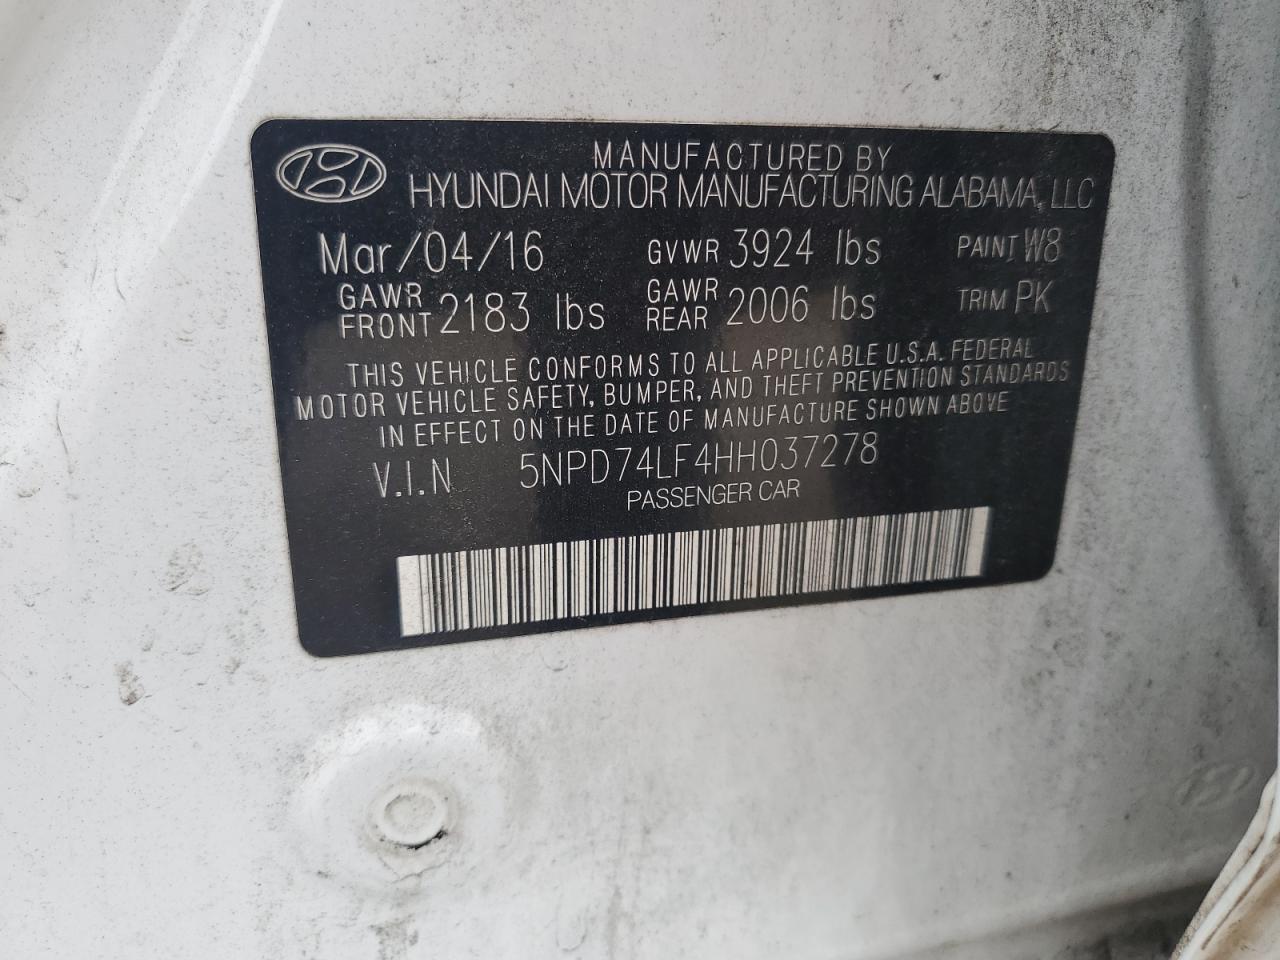 MANUFACTURED BY
HYUNDAI MOTOR MANUFACTURING ALABAMA, LLC
Mar/04/16 GVWR 3924 lbs PAINT W8
GAWR FRONT 2183 lbs GAWR REAR 2006 lbs TRIM PK
THIS VEHICLE CONFORMS TO ALL APPLICABLE U.S.A. FEDERAL
MOTOR VEHICLE SAFETY, BUMPER, AND THEFT PREVENTION STANDARDS
IN EFFECT ON THE DATE OF MANUFACTURE SHOWN ABOVE
V.I.N 5NPD74LF4HH037278
PASSENGER CAR